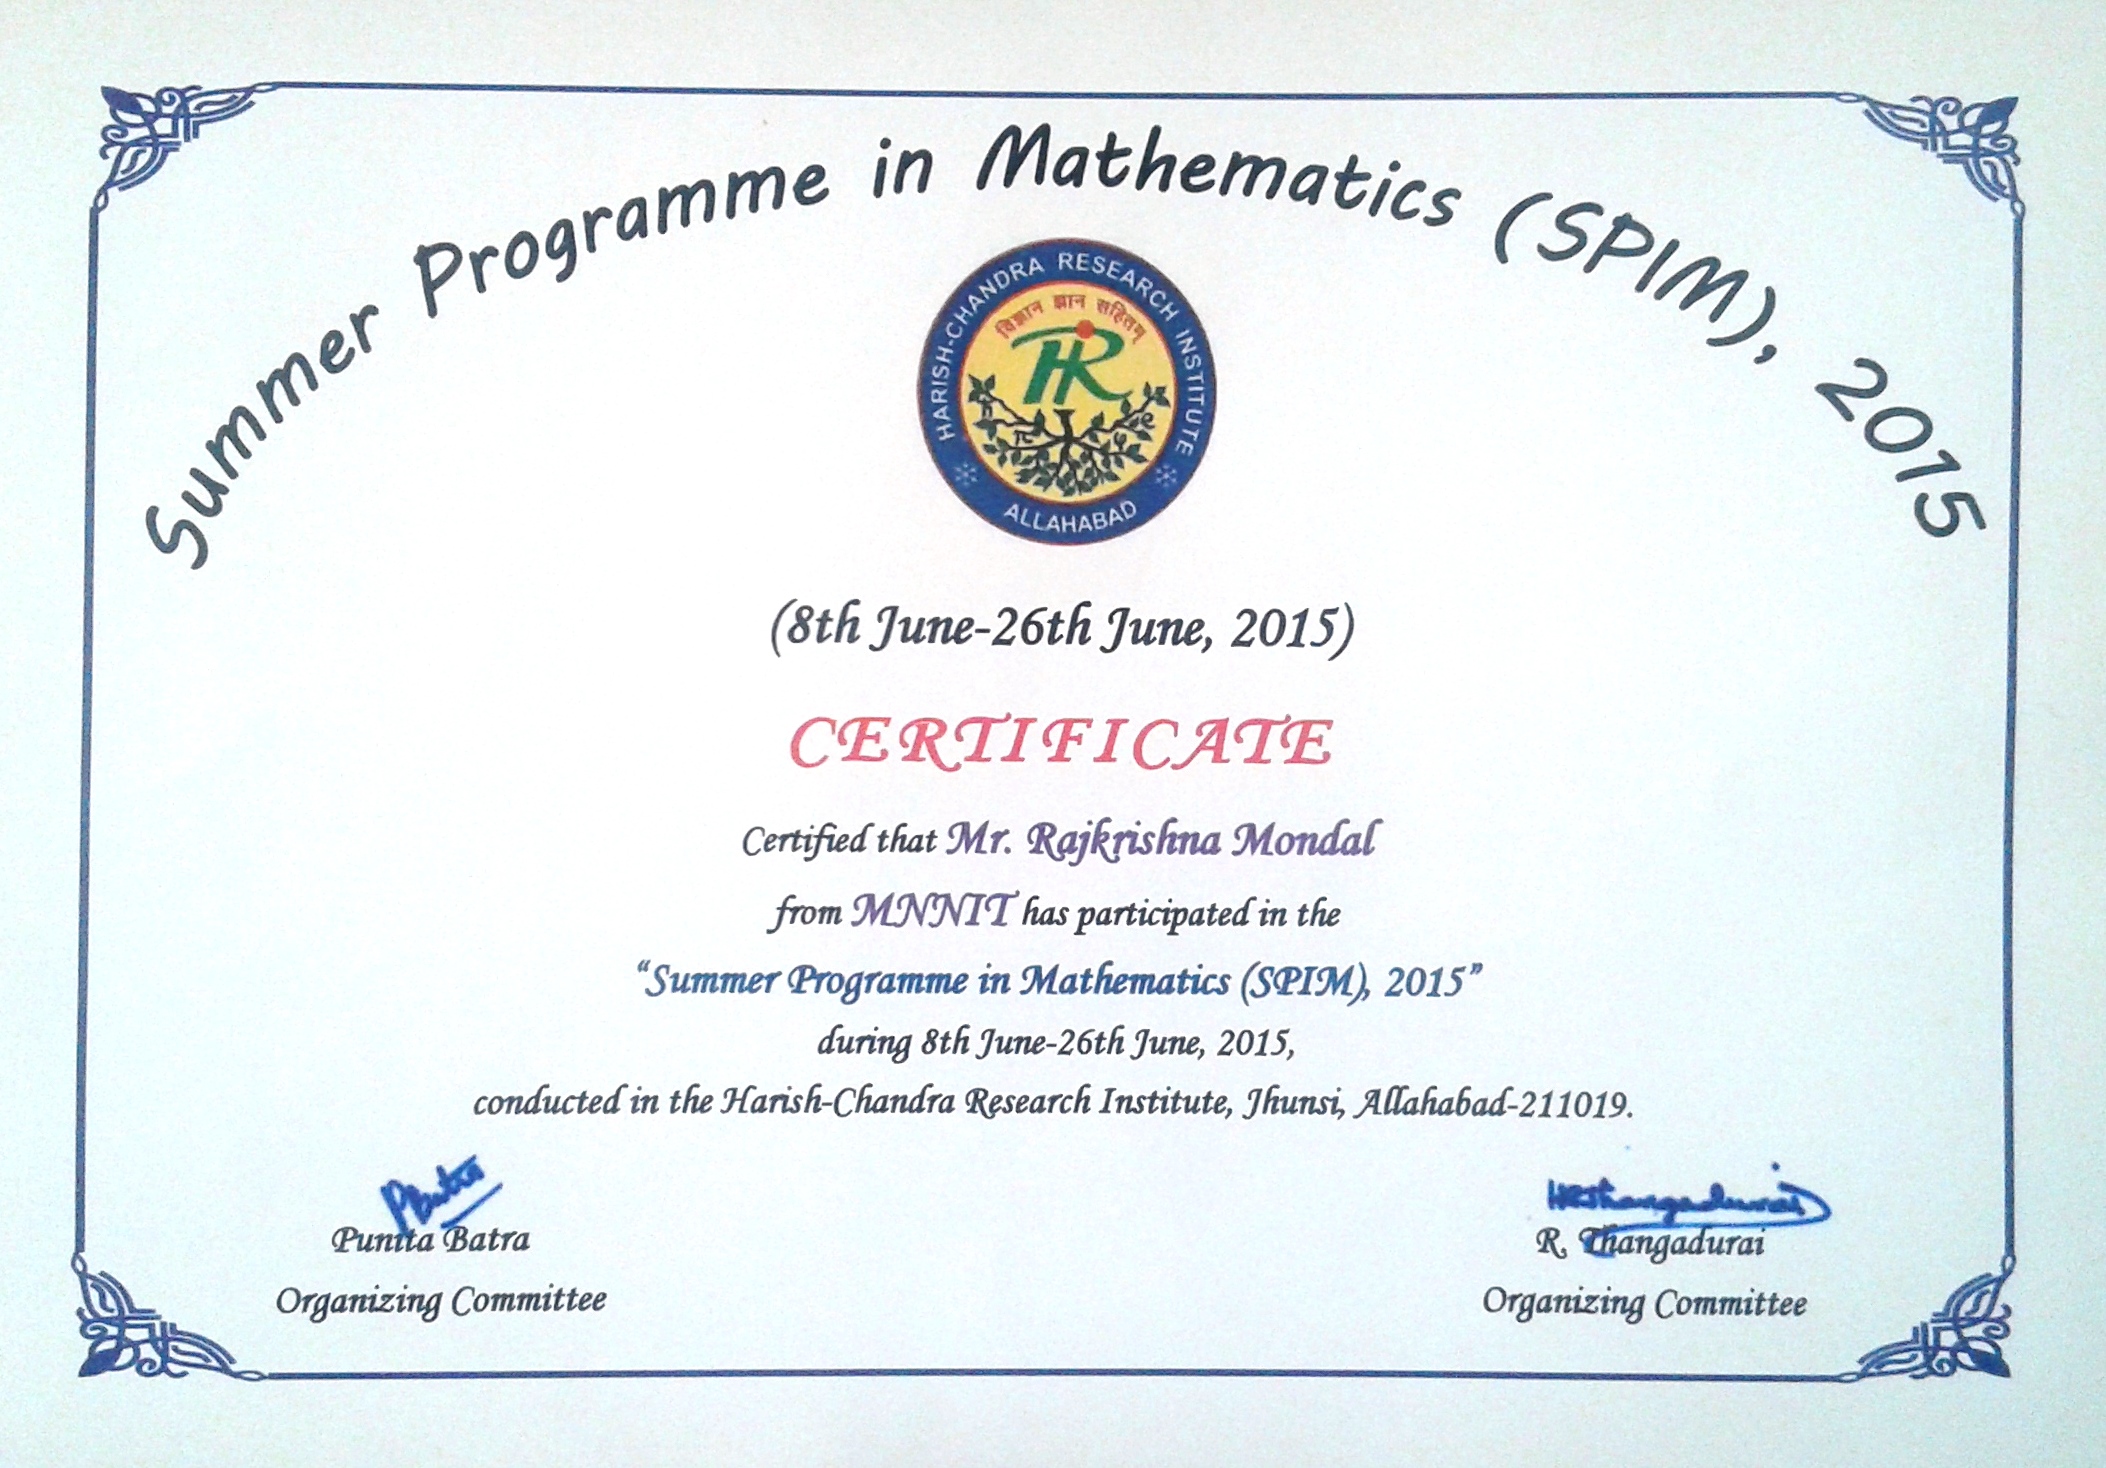 Summer Programme in Mathematics (SPIM), 2015
HARISH-CHANDRA RESEARCH INSTITUTE
विज्ञान ज्ञान सहितम्
HR
π
e
ALLAHABAD
(8th June-26th June, 2015)
CERTIFICATE
Certified that Mr. Rajkrishna Mondal
from MNNIT has participated in the
“Summer Programme in Mathematics (SPIM), 2015”
during 8th June-26th June, 2015,
conducted in the Harish-Chandra Research Institute, Jhunsi, Allahabad-211019.
PBatra
Punita Batra
Organizing Committee
R. Thangadurai
Organizing Committee